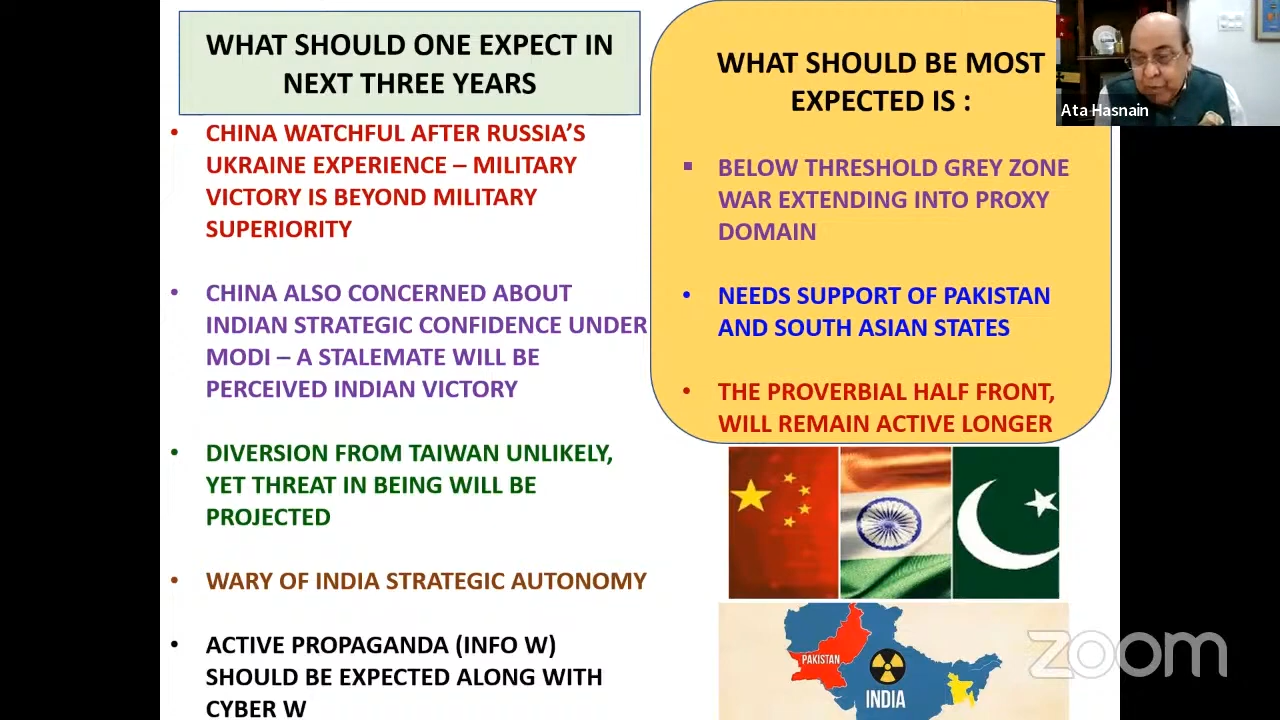 WHAT SHOULD ONE EXPECT IN
NEXT THREE YEARS
• CHINA WATCHFUL AFTER RUSSIA'S
UKRAINE EXPERIENCE – MILITARY
VICTORY IS BEYOND MILITARY
SUPERIORITY
• CHINA ALSO CONCERNED ABOUT
INDIAN STRATEGIC CONFIDENCE UNDER
MODI – A STALEMATE WILL BE
PERCEIVED INDIAN VICTORY
• DIVERSION FROM TAIWAN UNLIKELY,
YET THREAT IN BEING WILL BE
PROJECTED
• WARY OF INDIA STRATEGIC AUTONOMY
• ACTIVE PROPAGANDA (INFO W)
SHOULD BE EXPECTED ALONG WITH
CYBER W
WHAT SHOULD BE MOST
EXPECTED IS :
▪ BELOW THRESHOLD GREY ZONE
WAR EXTENDING INTO PROXY
DOMAIN
• NEEDS SUPPORT OF PAKISTAN
AND SOUTH ASIAN STATES
• THE PROVERBIAL HALF FRONT,
WILL REMAIN ACTIVE LONGER
Ata Hasnain
PAKISTAN
INDIA
zoom